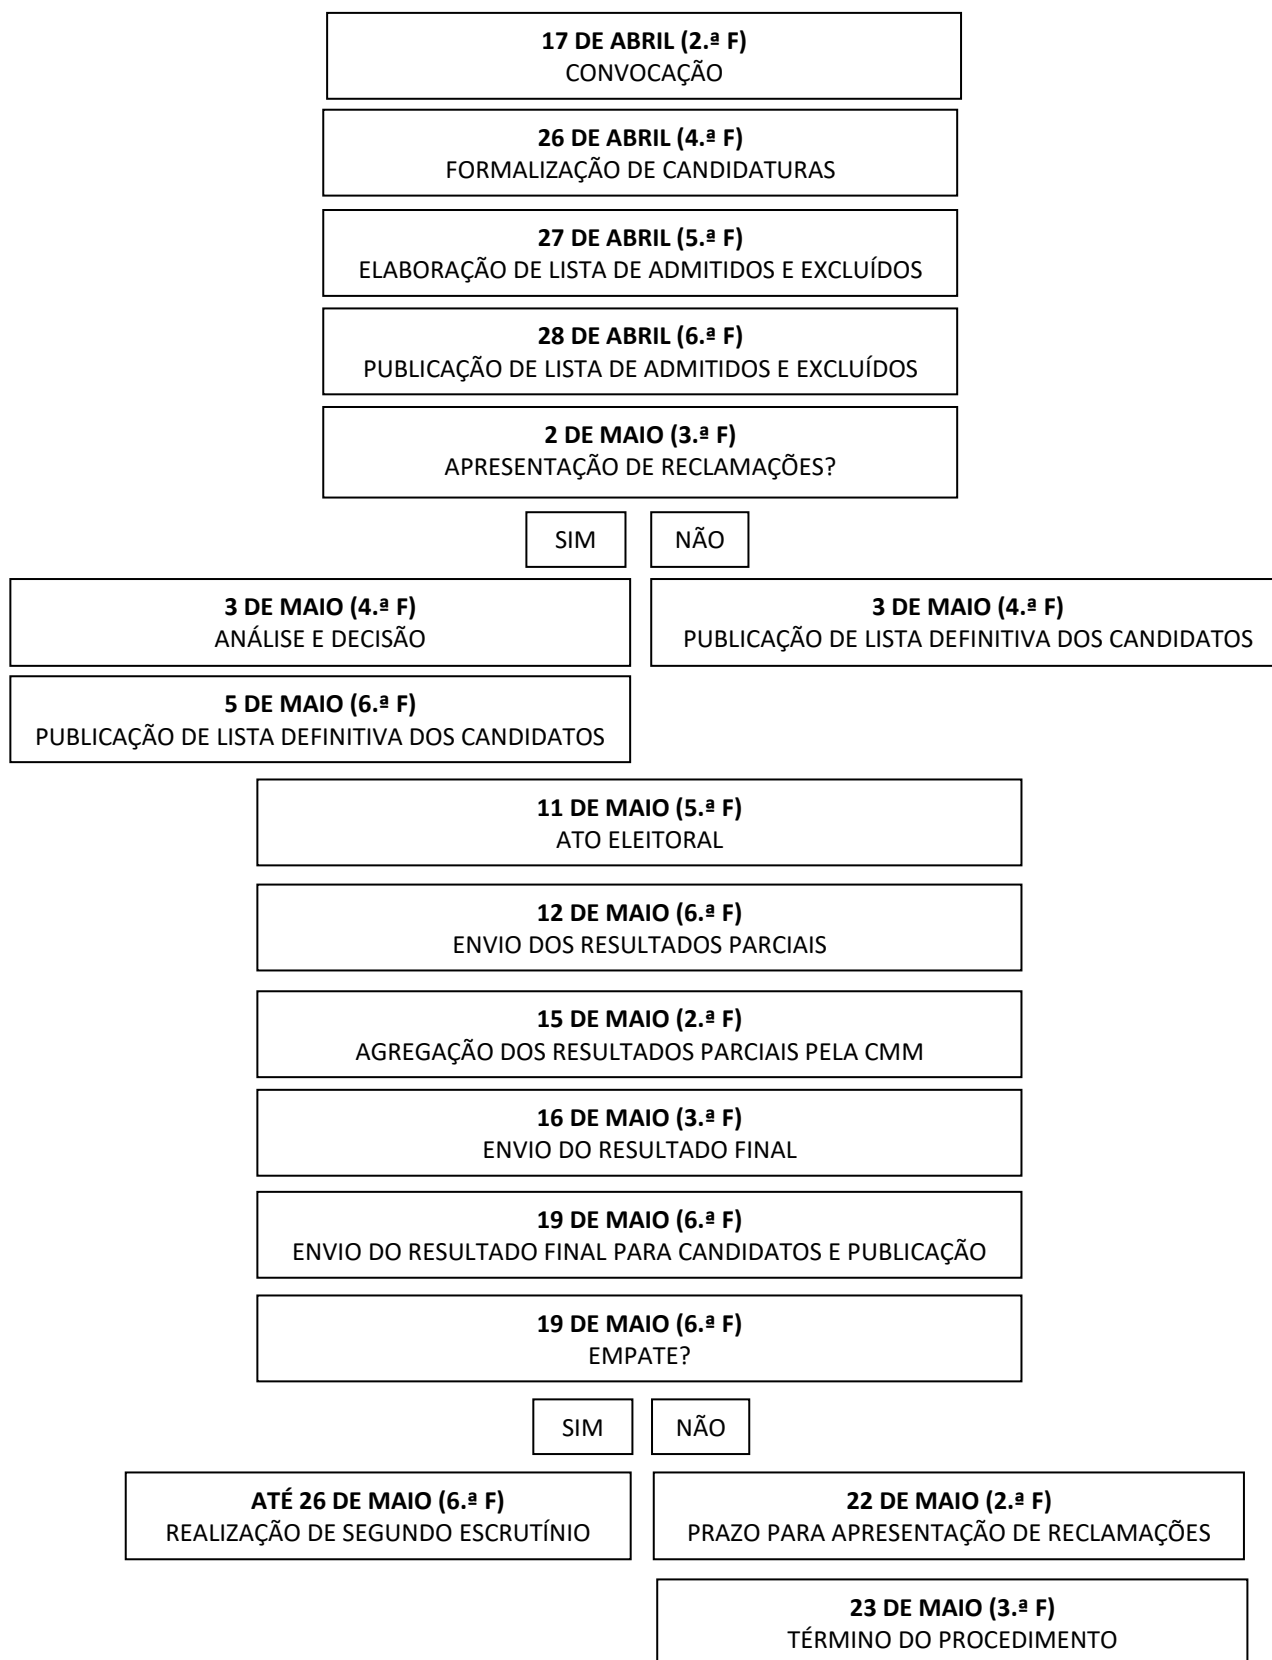 17 DE ABRIL (2.ª F)
CONVOCAÇÃO
26 DE ABRIL (4.ª F)
FORMALIZAÇÃO DE CANDIDATURAS
27 DE ABRIL (5.ª F)
ELABORAÇÃO DE LISTA DE ADMITIDOS E EXCLUÍDOS
28 DE ABRIL (6.ª F)
PUBLICAÇÃO DE LISTA DE ADMITIDOS E EXCLUÍDOS
2 DE MAIO (3.ª F)
APRESENTAÇÃO DE RECLAMAÇÕES?
SIM
NÃO
3 DE MAIO (4.ª F)
ANÁLISE E DECISÃO
3 DE MAIO (4.ª F)
PUBLICAÇÃO DE LISTA DEFINITIVA DOS CANDIDATOS
5 DE MAIO (6.ª F)
PUBLICAÇÃO DE LISTA DEFINITIVA DOS CANDIDATOS
11 DE MAIO (5.ª F)
ATO ELEITORAL
12 DE MAIO (6.ª F)
ENVIO DOS RESULTADOS PARCIAIS
15 DE MAIO (2.ª F)
AGREGAÇÃO DOS RESULTADOS PARCIAIS PELA CMM
16 DE MAIO (3.ª F)
ENVIO DO RESULTADO FINAL
19 DE MAIO (6.ª F)
ENVIO DO RESULTADO FINAL PARA CANDIDATOS E PUBLICAÇÃO
19 DE MAIO (6.ª F)
EMPATE?
SIM
NÃO
ATÉ 26 DE MAIO (6.ª F)
REALIZAÇÃO DE SEGUNDO ESCRUTÍNIO
22 DE MAIO (2.ª F)
PRAZO PARA APRESENTAÇÃO DE RECLAMAÇÕES
23 DE MAIO (3.ª F)
TÉRMINO DO PROCEDIMENTO